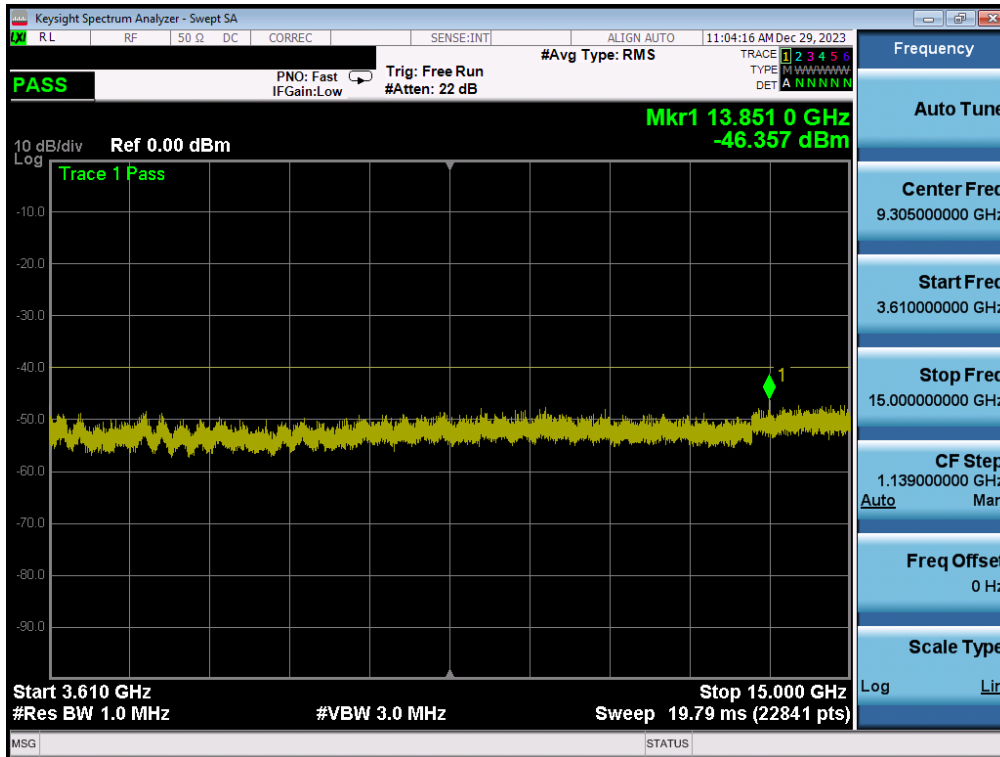 Keysight Spectrum Analyzer - Swept SA
LXI RL RF 50 Ω DC CORREC SENSE:INT ALIGN AUTO 11:04:16 AM Dec 29, 2023
PASS
PNO: Fast
IFGain:Low
Trig: Free Run
#Atten: 22 dB
#Avg Type: RMS
TRACE 1 2 3 4 5 6
TYPE M WWWWW
DET A N N N N N
Mkr1 13.851 0 GHz
-46.357 dBm
10 dB/div Ref 0.00 dBm
Log
Trace 1 Pass
1
-10.0
-20.0
-30.0
-40.0
-50.0
-60.0
-70.0
-80.0
-90.0
Start 3.610 GHz Stop 15.000 GHz
#Res BW 1.0 MHz #VBW 3.0 MHz Sweep 19.79 ms (22841 pts)
MSG STATUS
Frequency
Auto Tune
Center Freq
9.305000000 GHz
Start Freq
3.610000000 GHz
Stop Freq
15.000000000 GHz
CF Step
1.139000000 GHz
Auto Man
Freq Offset
0 Hz
Scale Type
Log Lin